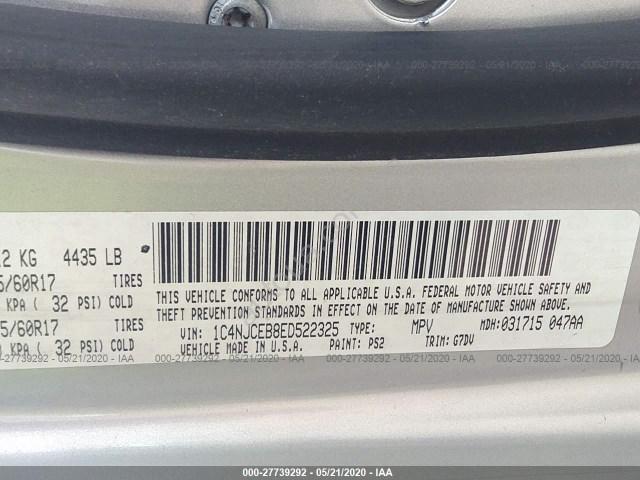 000-27739292 - 05/21/2020 - IAA
2 KG 4435 LB
5/60R17 TIRES
KPA ( 32 PSI) COLD
5/60R17 TIRES
KPA ( 32 PSI) COLD
THIS VEHICLE CONFORMS TO ALL APPLICABLE U.S.A. FEDERAL MOTOR VEHICLE SAFETY AND
THEFT PREVENTION STANDARDS IN EFFECT ON THE DATE OF MANUFACTURE SHOWN ABOVE.
VIN: 1C4NJCEB8ED522325 TYPE: MPV MDH: 031715 047AA
VEHICLE MADE IN U.S.A. PAINT: PS2 TRIM: G7DV
000-27739292 - 05/21/2020 - IAA